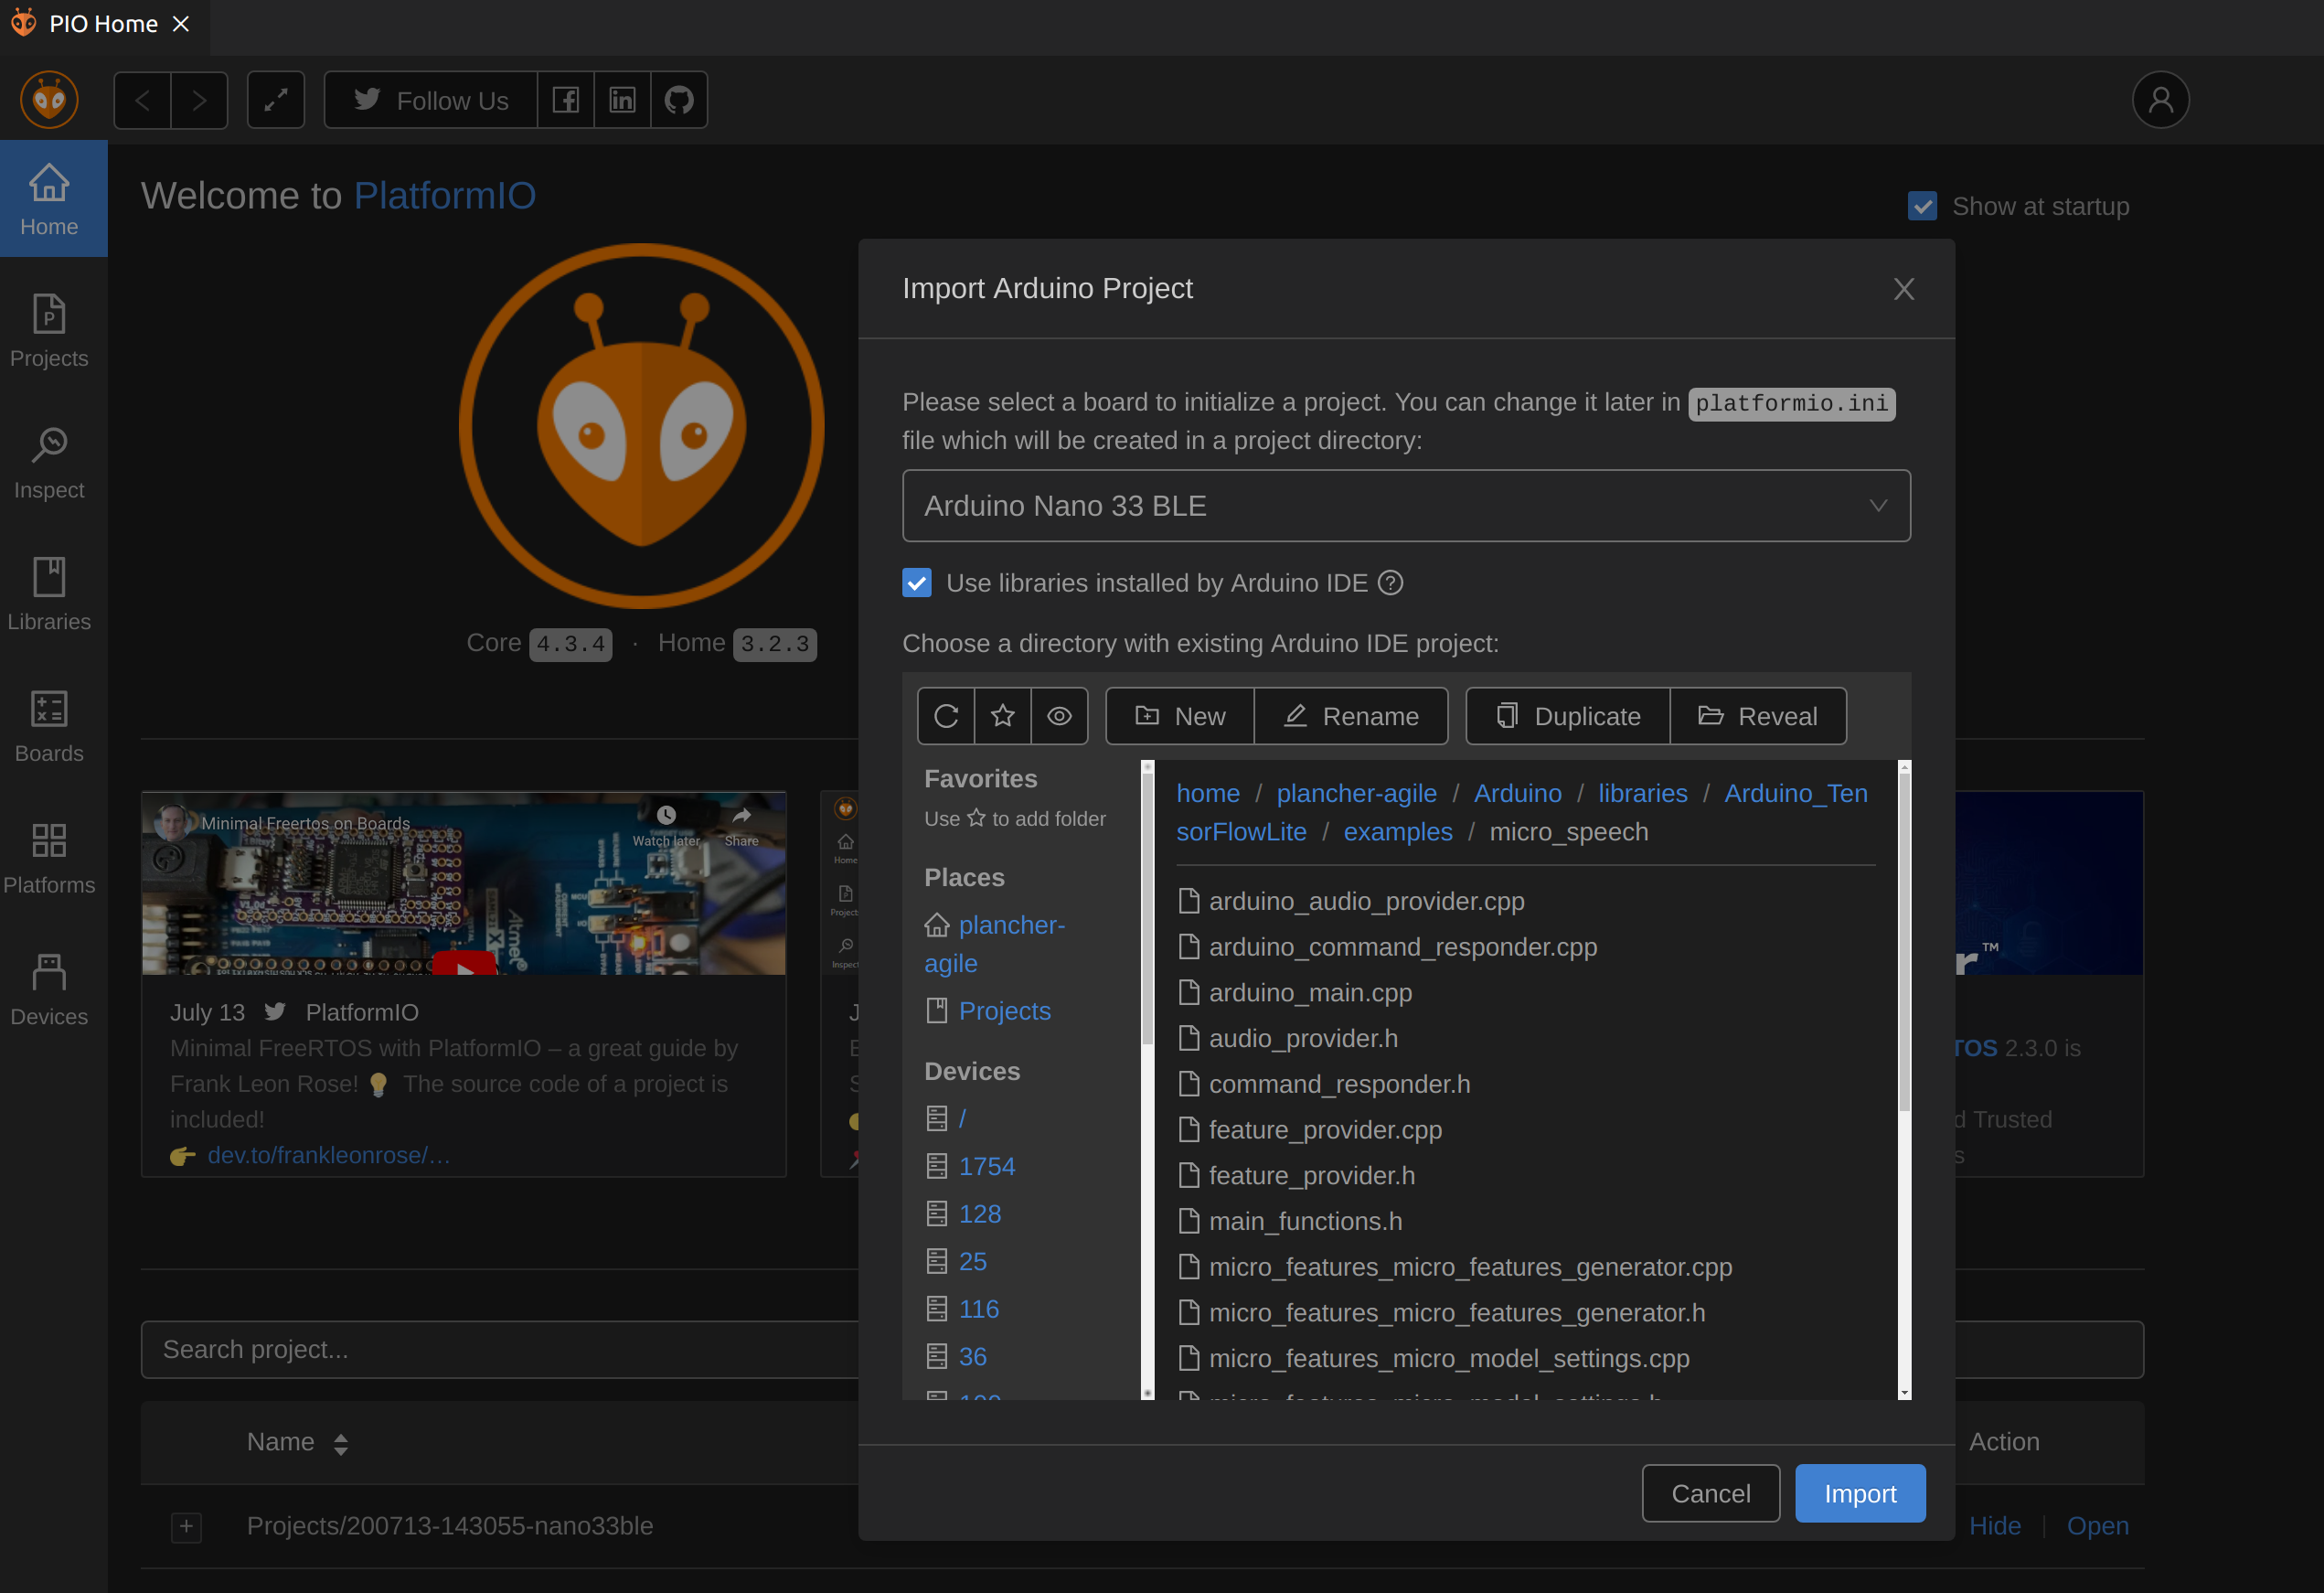 PIO Home
Follow Us
Home
Projects
Inspect
Libraries
Boards
Platforms
Devices
Welcome to PlatformIO
Show at startup
Core 4.3.4 · Home 3.2.3
Minimal Freertos on Boards
Watch later
Share
Atmel
July 13 PlatformIO
Minimal FreeRTOS with PlatformIO – a great guide by
Frank Leon Rose! The source code of a project is
included!
dev.to/frankleonrose/…
Home
Projects
Inspect
TOS 2.3.0 is
Trusted
Search project...
Name
Action
Projects/200713-143055-nano33ble
Hide | Open
Import Arduino Project
Please select a board to initialize a project. You can change it later in platformio.ini
file which will be created in a project directory:
Arduino Nano 33 BLE
Use libraries installed by Arduino IDE
Choose a directory with existing Arduino IDE project:
New
Rename
Duplicate
Reveal
Favorites
Use ☆ to add folder
Places
plancher-
agile
Projects
Devices
/
1754
128
25
116
36
home / plancher-agile / Arduino / libraries / Arduino_Ten
sorFlowLite / examples / micro_speech
arduino_audio_provider.cpp
arduino_command_responder.cpp
arduino_main.cpp
audio_provider.h
command_responder.h
feature_provider.cpp
feature_provider.h
main_functions.h
micro_features_micro_features_generator.cpp
micro_features_micro_features_generator.h
micro_features_micro_model_settings.cpp
micro_features_micro_model_settings.h
Cancel
Import